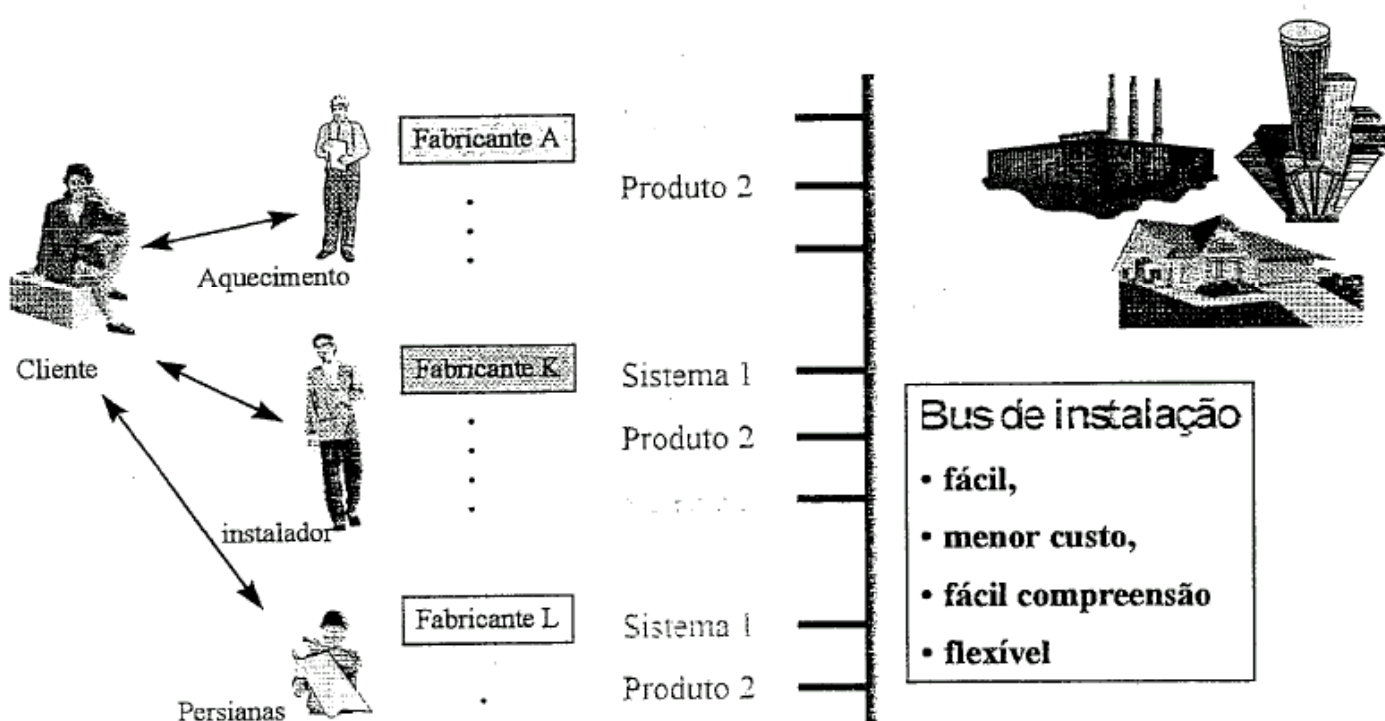 Fabricante A
Produto 2
Aquecimento
Cliente
Fabricante K
Sistema 1
Produto 2
instalador
Fabricante L
Sistema 1
Produto 2
Persianas
Bus de instalação
• fácil,
• menor custo,
• fácil compreensão
• flexível